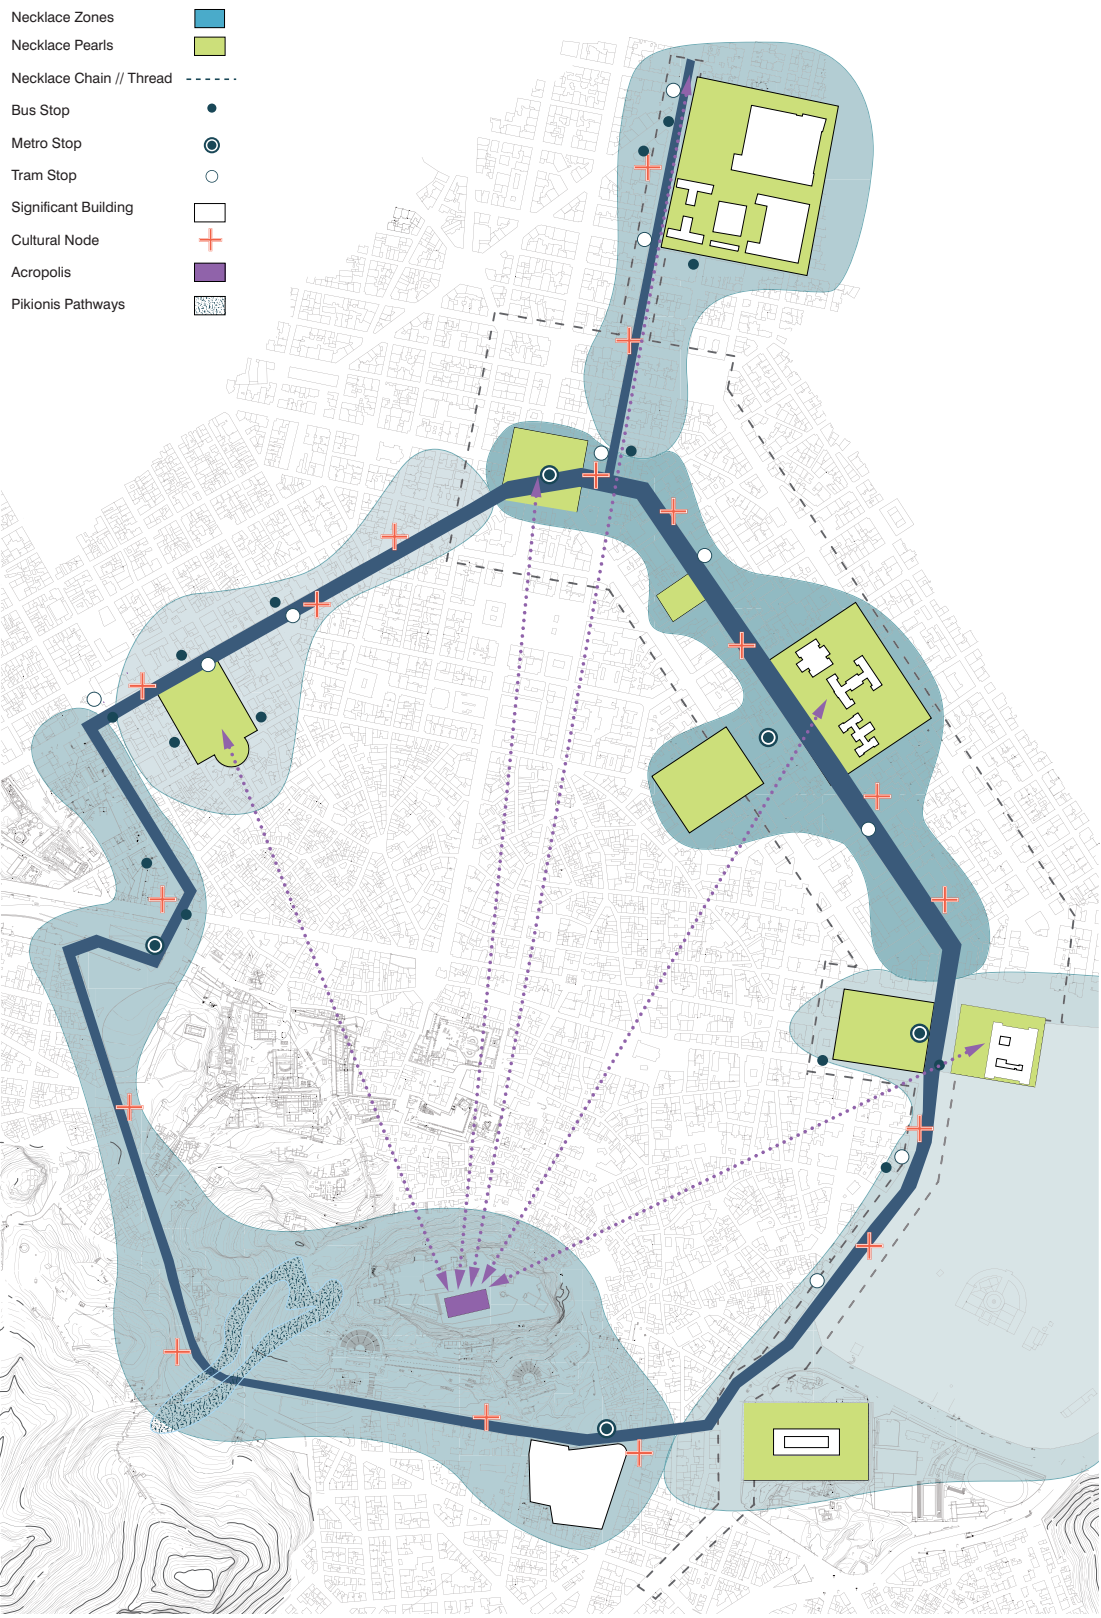 Necklace Zones
Necklace Pearls
Necklace Chain // Thread
Bus Stop
Metro Stop
Tram Stop
Significant Building
Cultural Node
Acropolis
Pikionis Pathways